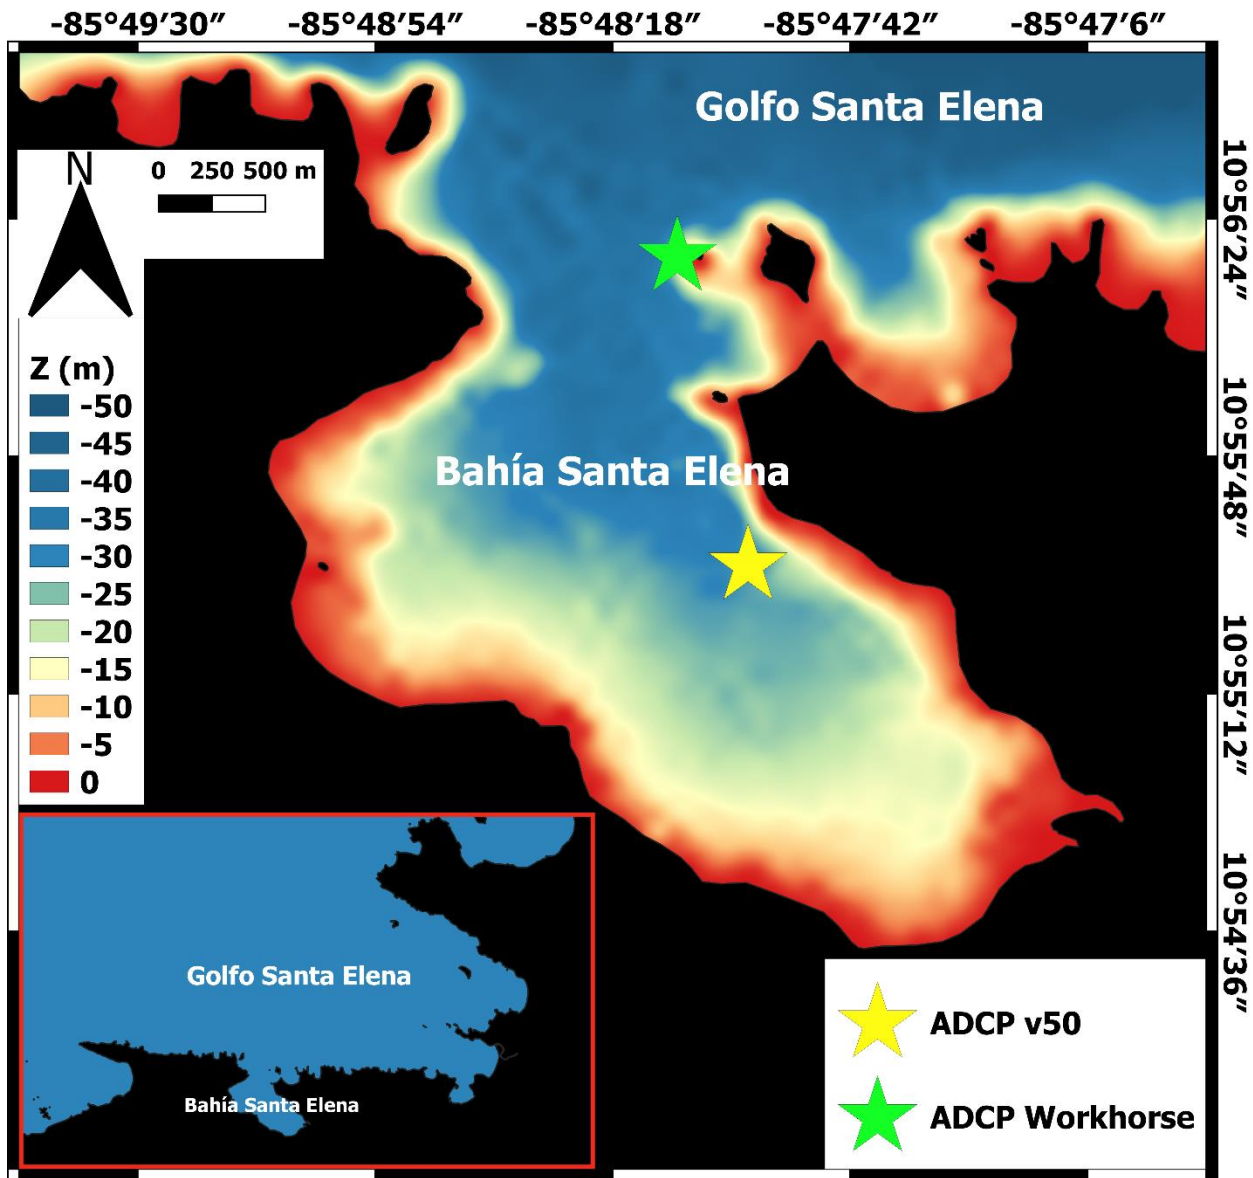 -85°49′30″ -85°48′54″ -85°48′18″ -85°47′42″ -85°47′6″
Golfo Santa Elena
N
0 250 500 m
10°56′24″
Z (m)
-50
-45
-40
-35
-30
-25
-20
-15
-10
-5
0
10°55′48″
Bahía Santa Elena
10°55′12″
10°54′36″
Golfo Santa Elena
Bahía Santa Elena
ADCP v50
ADCP Workhorse